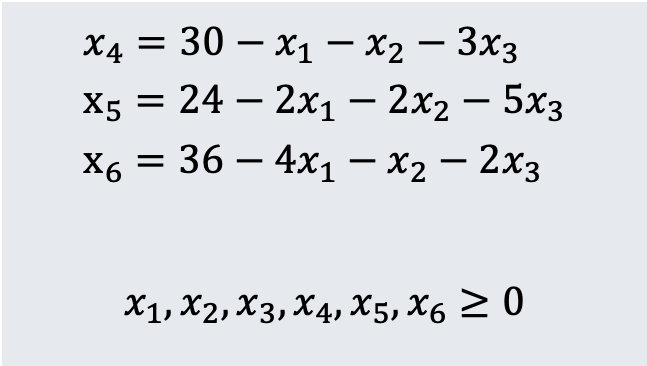 x₄ = 30 − x₁ − x₂ − 3x₃
x₅ = 24 − 2x₁ − 2x₂ − 5x₃
x₆ = 36 − 4x₁ − x₂ − 2x₃
x₁, x₂, x₃, x₄, x₅, x₆ ≥ 0